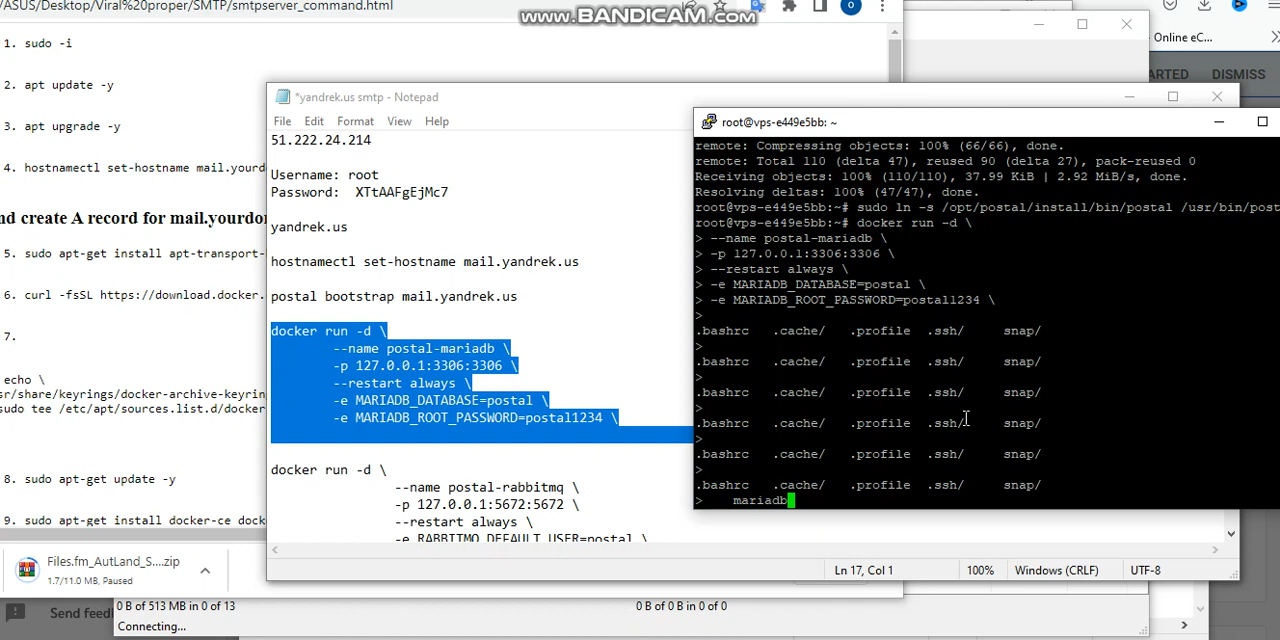 /ASUS/Desktop/Viral%20proper/SMTP/smtpserver_command.html
www.BANDICAM.com
Online eC...
ARTED DISMISS
1. sudo -i
2. apt update -y
3. apt upgrade -y
4. hostnamectl set-hostname mail.yourd
nd create A record for mail.yourdor
5. sudo apt-get install apt-transport-
6. curl -fsSL https://download.docker.
7.
echo \
sr/share/keyrings/docker-archive-keyrin
sudo tee /etc/apt/sources.list.d/docker
8. sudo apt-get update -y
9. sudo apt-get install docker-ce docke
Files.fm_AutLand_S....zip
1.7/11.0 MB, Paused
Send feed
0 B of 513 MB in 0 of 13
0 B of 0 B in 0 of 0
Connecting...
*yandrek.us smtp - Notepad
File Edit Format View Help
51.222.24.214
Username: root
Password: XTtAAFgEjMc7
yandrek.us
hostnamectl set-hostname mail.yandrek.us
postal bootstrap mail.yandrek.us
docker run -d \
--name postal-mariadb \
-p 127.0.0.1:3306:3306 \
--restart always \
-e MARIADB_DATABASE=postal \
-e MARIADB_ROOT_PASSWORD=postal1234 \
docker run -d \
--name postal-rabbitmq \
-p 127.0.0.1:5672:5672 \
--restart always \
-e RABBITMQ_DEFAULT_USER=postal \
Ln 17, Col 1 100% Windows (CRLF) UTF-8
root@vps-e449e5bb: ~
remote: Compressing objects: 100% (66/66), done.
remote: Total 110 (delta 47), reused 90 (delta 27), pack-reused 0
Receiving objects: 100% (110/110), 37.99 KiB | 2.92 MiB/s, done.
Resolving deltas: 100% (47/47), done.
root@vps-e449e5bb:~# sudo ln -s /opt/postal/install/bin/postal /usr/bin/post
root@vps-e449e5bb:~# docker run -d \
> --name postal-mariadb \
> -p 127.0.0.1:3306:3306 \
> --restart always \
> -e MARIADB_DATABASE=postal \
> -e MARIADB_ROOT_PASSWORD=postal1234 \
>
.bashrc .cache/ .profile .ssh/ snap/
>
.bashrc .cache/ .profile .ssh/ snap/
>
.bashrc .cache/ .profile .ssh/ snap/
>
.bashrc .cache/ .profile .ssh/ snap/
>
.bashrc .cache/ .profile .ssh/ snap/
>
.bashrc .cache/ .profile .ssh/ snap/
> mariadb